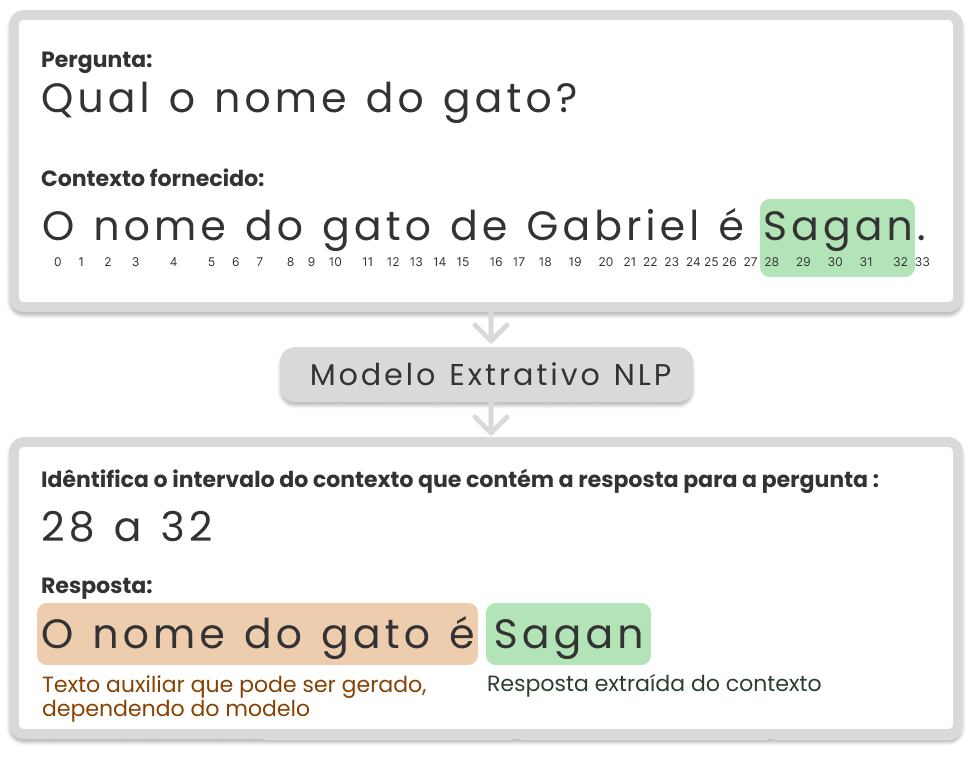 Pergunta:
Qual o nome do gato?
Contexto fornecido:
O nome do gato de Gabriel é Sagan.
0 1 2 3 4 5 6 7 8 9 10 11 12 13 14 15 16 17 18 19 20 21 22 23 24 25 26 27 28 29 30 31 32 33
Modelo Extrativo NLP
Idêntifica o intervalo do contexto que contém a resposta para a pergunta :
28 a 32
Resposta:
O nome do gato é Sagan
Texto auxiliar que pode ser gerado,
dependendo do modelo
Resposta extraída do contexto